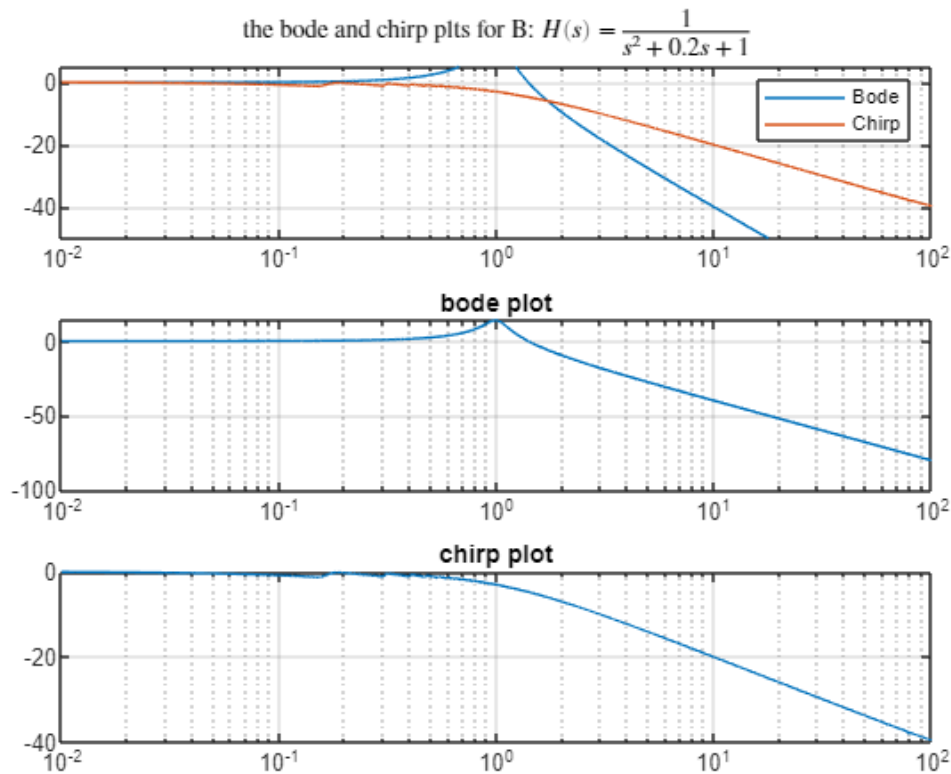 the bode and chirp plts for B: H(s) = 1/(s² + 0.2s + 1)
0
-20
-40
Bode
Chirp
10⁻² 10⁻¹ 10⁰ 10¹ 10²
bode plot
0
-50
-100
10⁻² 10⁻¹ 10⁰ 10¹ 10²
chirp plot
0
-20
-40
10⁻² 10⁻¹ 10⁰ 10¹ 10²